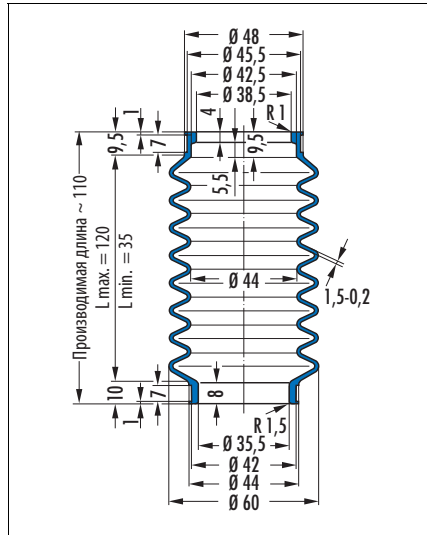 Ø 48
Ø 45,5
Ø 42,5
Ø 38,5
R 1
1
9,5
7
4
5,5
9,5
Производимая длина ~ 110
L max. = 120
L min. = 35
Ø 44
1,5-0,2
10
1
7
8
R 1,5
Ø 35,5
Ø 42
Ø 44
Ø 60